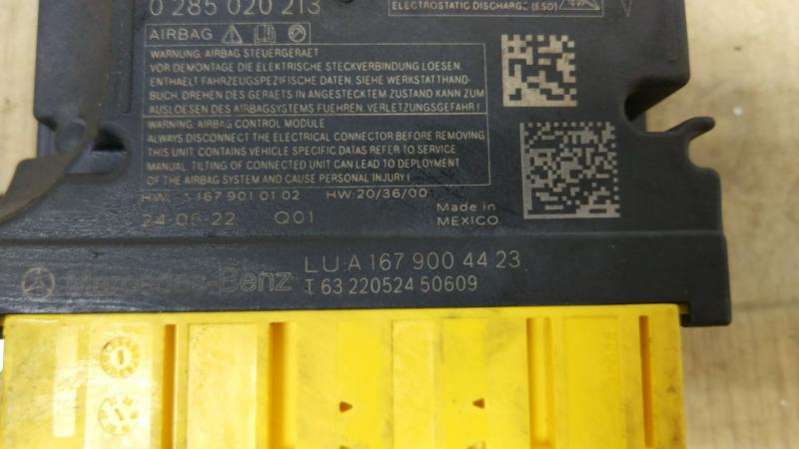 0 285 020 213
ELECTROSTATIC DISCHARGE (ESD)
AIRBAG
WARNUNG, AIRBAG STEUERGERAET
VOR DEMONTAGE DIE ELEKTRISCHE STECKVERBINDUNG LOESEN.
ENTHAELT FAHRZEUGSPEZIFISCHE DATEN. SIEHE WERKSTATTHAND-
BUCH. DREHEN DES GERAETS IN ANGESTECKTEM ZUSTAND KANN ZUM
AUSLOESEN DES AIRBAGSYSTEMS FUEHREN. VERLETZUNGSGEFAHR!
WARNING, AIRBAG CONTROL MODULE
ALWAYS DISCONNECT THE ELECTRICAL CONNECTOR BEFORE REMOVING
THIS UNIT. CONTAINS VEHICLE SPECIFIC DATA. REFER TO SERVICE
MANUAL. TILTING OF CONNECTED UNIT CAN LEAD TO DEPLOYMENT
OF THE AIRBAG SYSTEM AND CAUSE PERSONAL INJURY!
HW: 167 901 01 02 HW:20/36/00
24-06-22 Q01
Made in
MEXICO
Mercedes-Benz
LU:A 167 900 44 23
T 63 220524 50609